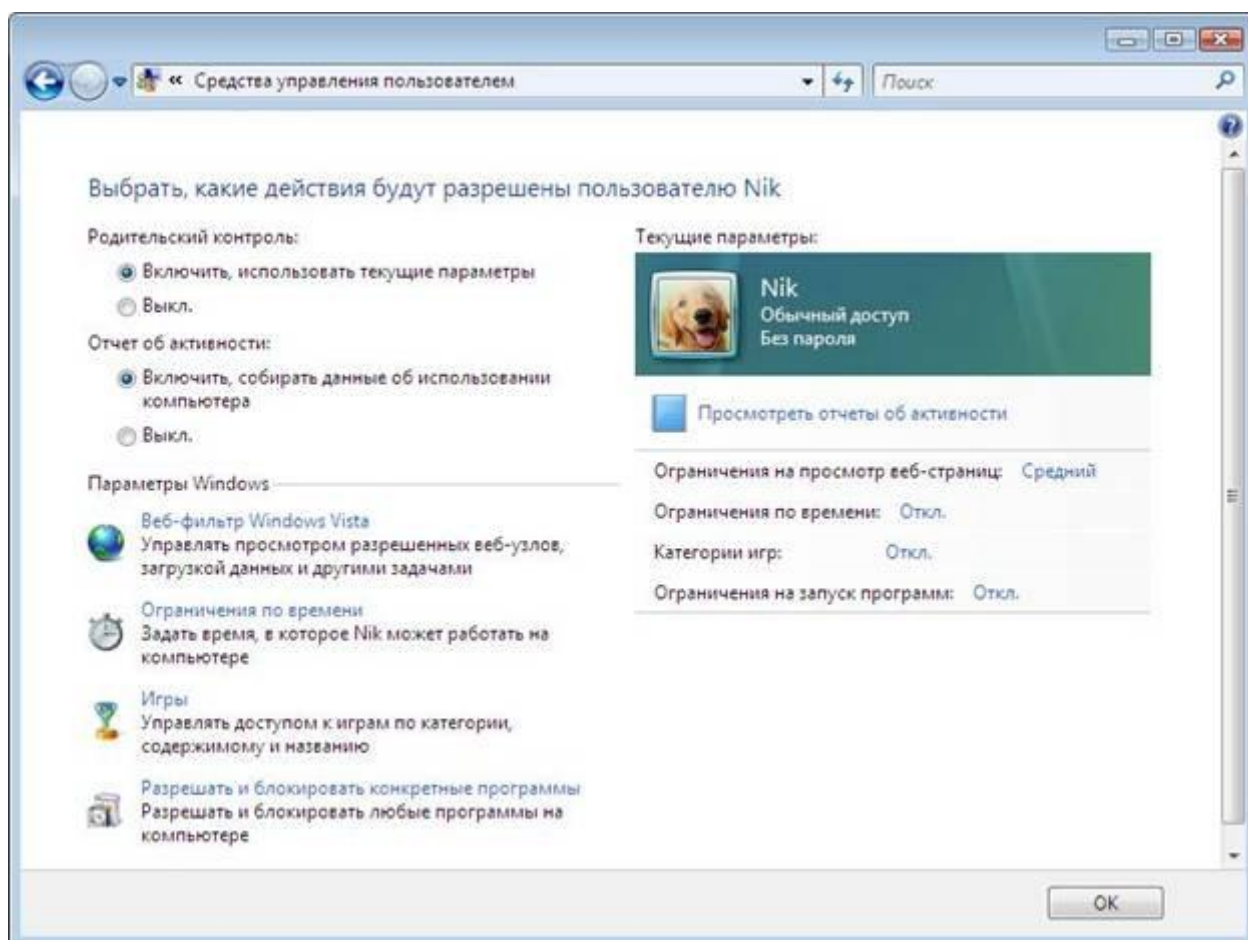 « Средства управления пользователем
Поиск
Выбрать, какие действия будут разрешены пользователю Nik
Родительский контроль:
Включить, использовать текущие параметры
Выкл.
Отчет об активности:
Включить, собирать данные об использовании
компьютера
Выкл.
Параметры Windows
Веб-фильтр Windows Vista
Управлять просмотром разрешенных веб-узлов,
загрузкой данных и другими задачами
Ограничения по времени
Задать время, в которое Nik может работать на
компьютере
Игры
Управлять доступом к играм по категории,
содержимому и названию
Разрешать и блокировать конкретные программы
Разрешать и блокировать любые программы на
компьютере
Текущие параметры:
Nik
Обычный доступ
Без пароля
Просмотреть отчеты об активности
Ограничения на просмотр веб-страниц: Средний
Ограничения по времени: Откл.
Категории игр: Откл.
Ограничения на запуск программ: Откл.
OK